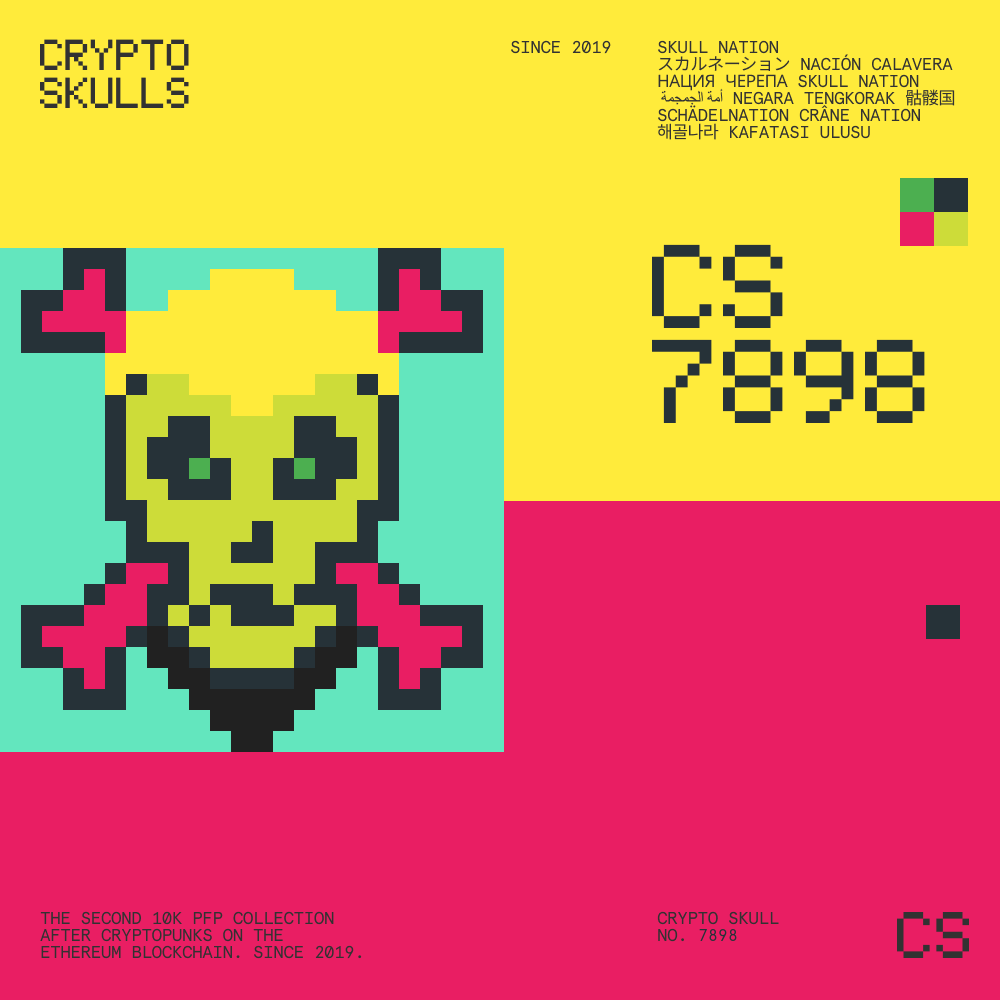 CRYPTO
SKULLS
SINCE 2019
SKULL NATION
スカルネーション NACIÓN CALAVERA
НАЦИЯ ЧЕРЕПА SKULL NATION
أمة الجمجمة NEGARA TENGKORAK 骷髅国
SCHÄDELNATION CRÂNE NATION
해골나라 KAFATASI ULUSU
CS
7898
THE SECOND 10K PFP COLLECTION
AFTER CRYPTOPUNKS ON THE
ETHEREUM BLOCKCHAIN. SINCE 2019.
CRYPTO SKULL
NO. 7898
CS